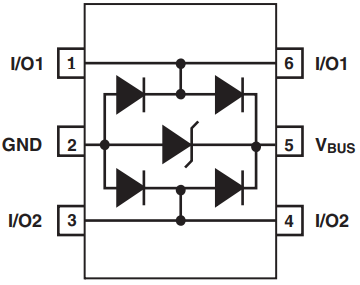 I/O1 1 6 I/O1
GND 2 5 VBUS
I/O2 3 4 I/O2